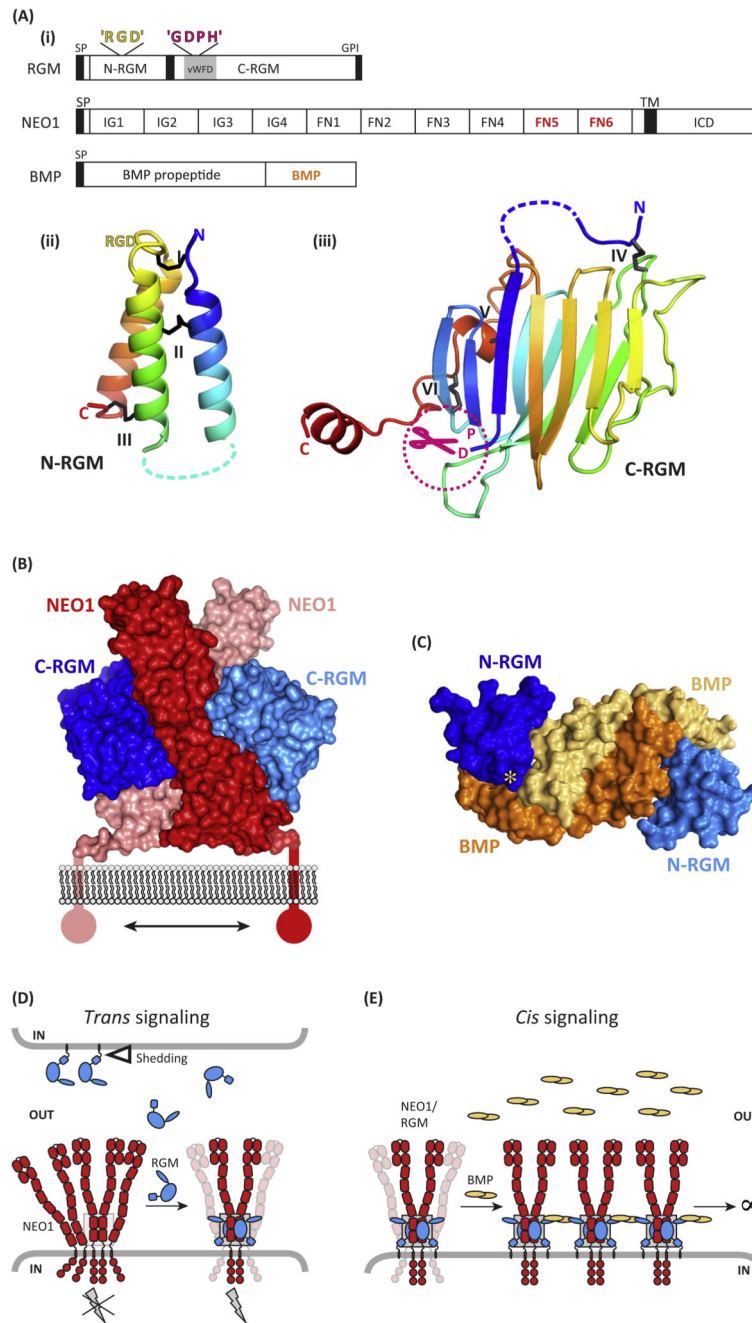 (A)
(i)
'RGD'
'GDPH'
SP
GPI
RGM
N-RGM
vWFD
C-RGM
SP
TM
NEO1
IG1
IG2
IG3
IG4
FN1
FN2
FN3
FN4
FN5
FN6
ICD
SP
BMP
BMP propeptide
BMP
(ii)
RGD
I
N
II
C
III
N-RGM
(iii)
N
IV
V
VI
P
D
C
C-RGM
(B)
NEO1
NEO1
C-RGM
C-RGM
(C)
N-RGM
BMP
*
BMP
N-RGM
(D)
Trans signaling
IN
Shedding
OUT
RGM
NEO1
IN
(E)
Cis signaling
NEO1/
RGM
BMP
IN